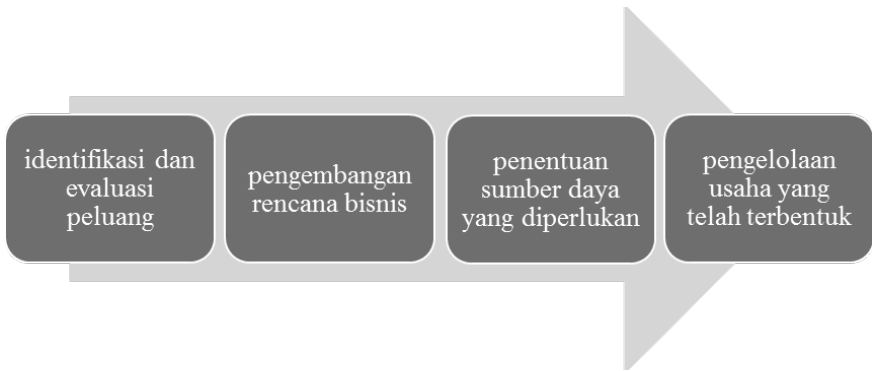 identifikasi dan
evaluasi
peluang
pengembangan
rencana bisnis
penentuan
sumber daya
yang diperlukan
pengelolaan
usaha yang
telah terbentuk